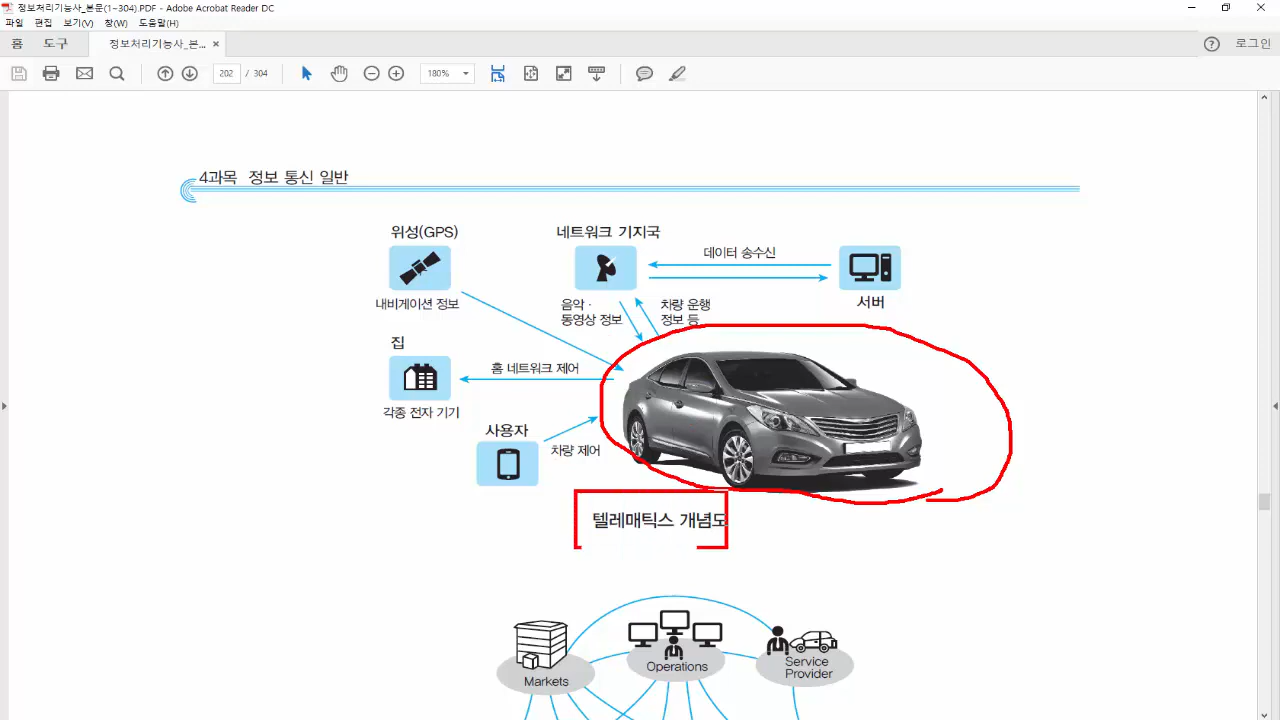 정보처리기능사_본문(1~304).PDF - Adobe Acrobat Reader DC
파일 편집 보기(V) 창(W) 도움말(H)
홈 도구 정보처리기능사_본... × 로그인
202 / 304 180%
4과목 정보 통신 일반
위성(GPS)
네트워크 기지국
데이터 송수신
내비게이션 정보
음악·
동영상 정보
차량 운행
정보 등
서버
집
홈 네트워크 제어
각종 전자 기기
사용자
차량 제어
텔레매틱스 개념도
Markets
Operations
Service
Provider